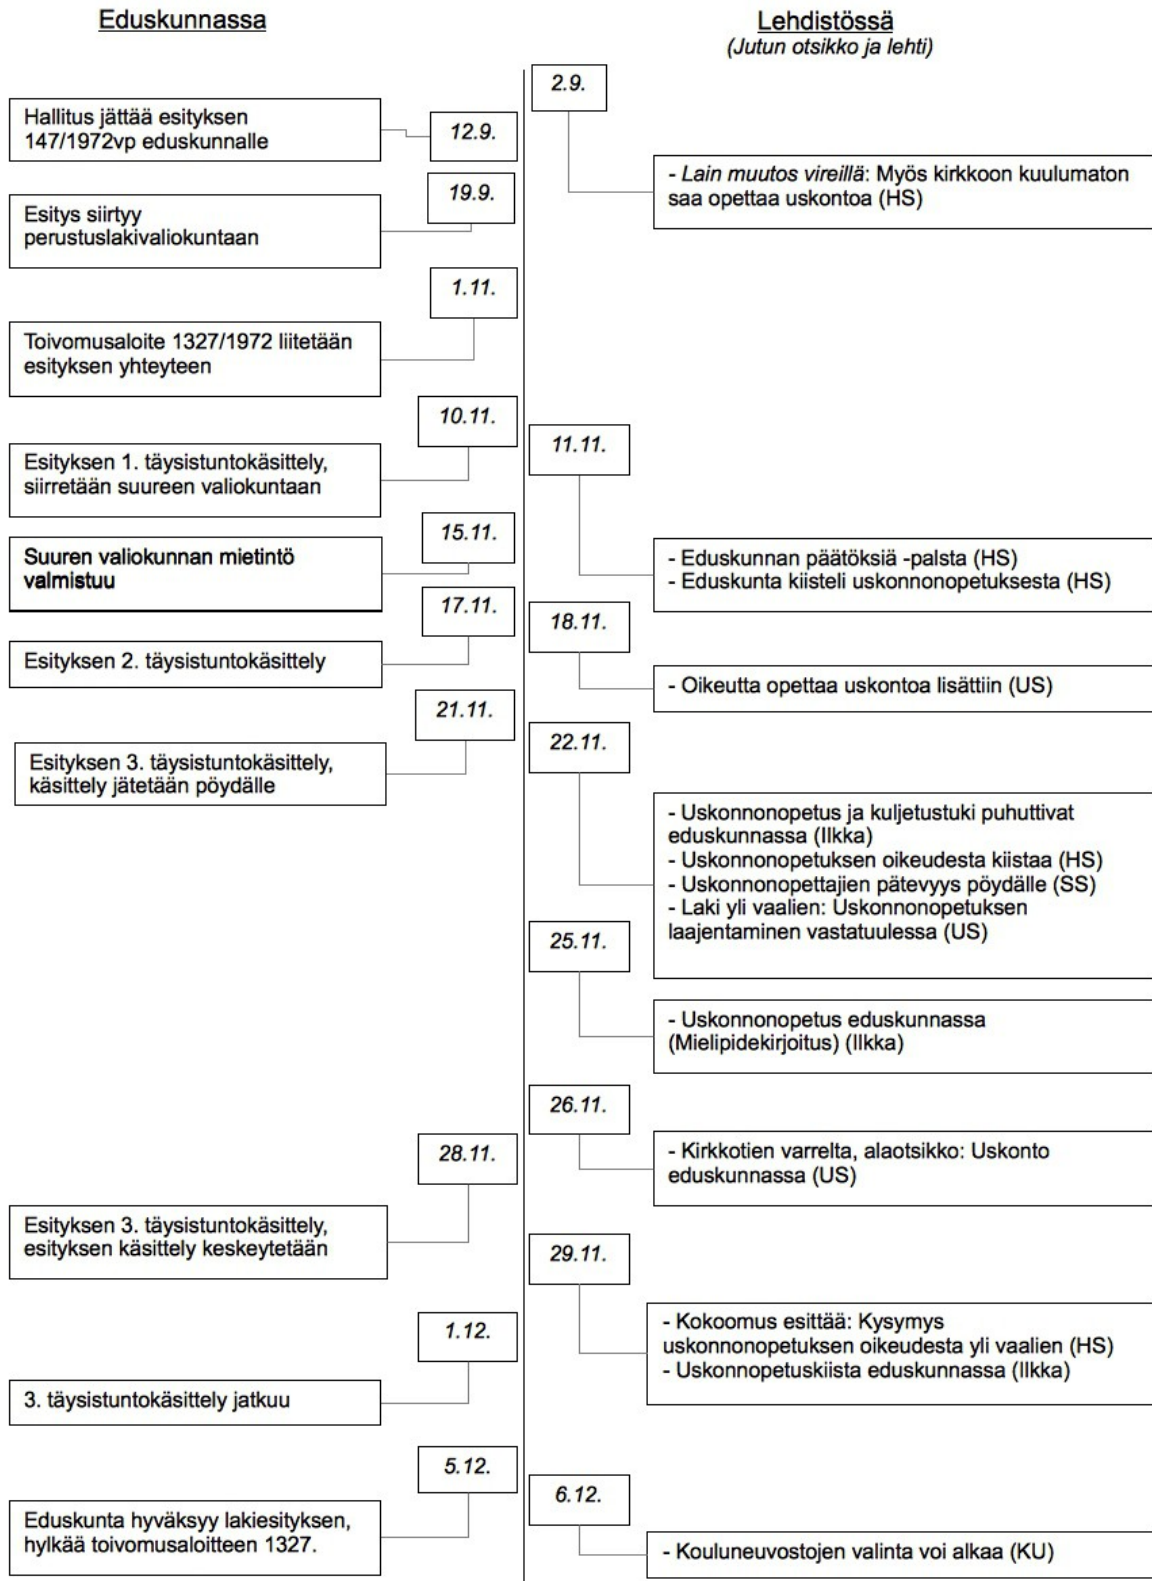 Eduskunnassa
Hallitus jättää esityksen
147/1972vp eduskunnalle
12.9.
19.9.
Esitys siirtyy
perustuslakivaliokuntaan
1.11.
Toivomusaloite 1327/1972 liitetään
esityksen yhteyteen
10.11.
Esityksen 1. täysistuntokäsittely,
siirretään suureen valiokuntaan
15.11.
Suuren valiokunnan mietintö
valmistuu
17.11.
Esityksen 2. täysistuntokäsittely
21.11.
Esityksen 3. täysistuntokäsittely,
käsittely jätetään pöydälle
28.11.
Esityksen 3. täysistuntokäsittely,
esityksen käsittely keskeytetään
1.12.
3. täysistuntokäsittely jatkuu
5.12.
Eduskunta hyväksyy lakiesityksen,
hylkää toivomusaloitteen 1327.
Lehdistössä
(Jutun otsikko ja lehti)
2.9.
- Lain muutos vireillä: Myös kirkkoon kuulumaton
saa opettaa uskontoa (HS)
11.11.
- Eduskunnan päätöksiä -palsta (HS)
- Eduskunta kiisteli uskonnonopetuksesta (HS)
18.11.
- Oikeutta opettaa uskontoa lisättiin (US)
22.11.
- Uskonnonopetus ja kuljetustuki puhuttivat
eduskunnassa (Ilkka)
- Uskonnonopetuksen oikeudesta kiistaa (HS)
- Uskonnonopettajien pätevyys pöydälle (SS)
- Laki yli vaalien: Uskonnonopetuksen
laajentaminen vastatuulessa (US)
25.11.
- Uskonnonopetus eduskunnassa
(Mielipidekirjoitus) (Ilkka)
26.11.
- Kirkkotien varrelta, alaotsikko: Uskonto
eduskunnassa (US)
29.11.
- Kokoomus esittää: Kysymys
uskonnonopetuksen oikeudesta yli vaalien (HS)
- Uskonnopetuskiista eduskunnassa (Ilkka)
6.12.
- Kouluneuvostojen valinta voi alkaa (KU)